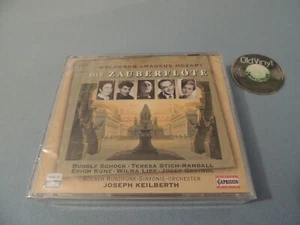 WOLFGANG AMADEUS MOZART
DIE ZAUBERFLÖTE
RUDOLF SCHOCK · TERESA STICH-RANDALL
ERICH KUNZ · WILMA LIPP · JOSEF GREINDL
KÖLNER RUNDFUNK-SINFONIE-ORCHESTER
JOSEPH KEILBERTH
CAPRICCIO
OldVinyl